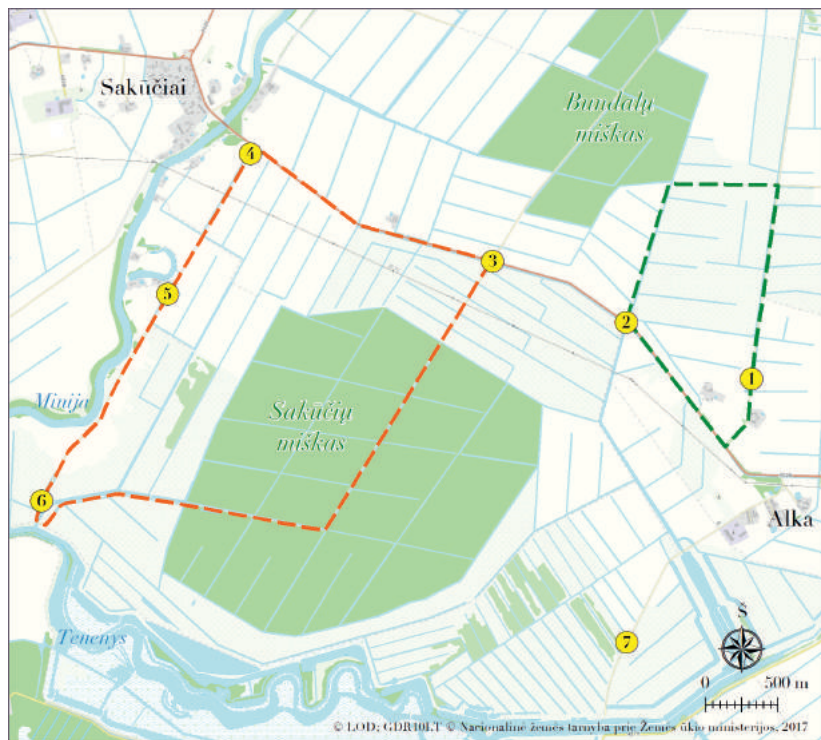 Sakūčiai
Bundalų
miškas
4
3
5
2
1
Minija
Sakūčių
miškas
6
Alka
7
Tenenys
Š
0 500 m
© LOD; GDR10LT © Nacionalinė žemės tarnyba prie Žemės ūkio ministerijos, 2017